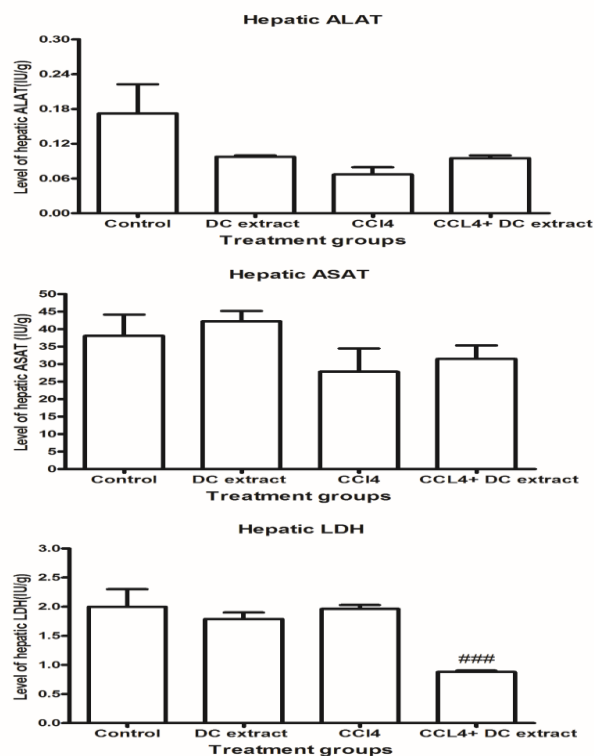 Hepatic ALAT
Level of hepatic ALAT(IU/g)
0.30
0.24
0.18
0.12
0.06
0.00
Control DC extract CCl4 CCL4+ DC extract
Treatment groups
Hepatic ASAT
Level of hepatic ASAT (IU/g)
50
45
40
35
30
25
20
15
10
5
0
Control DC extract CCl4 CCL4+ DC extract
Treatment groups
Hepatic LDH
Level of hepatic LDH(IU/g)
3.0
2.5
2.0
1.5
1.0
0.5
0.0
###
Control DC extract CCl4 CCL4+ DC extract
Treatment groups